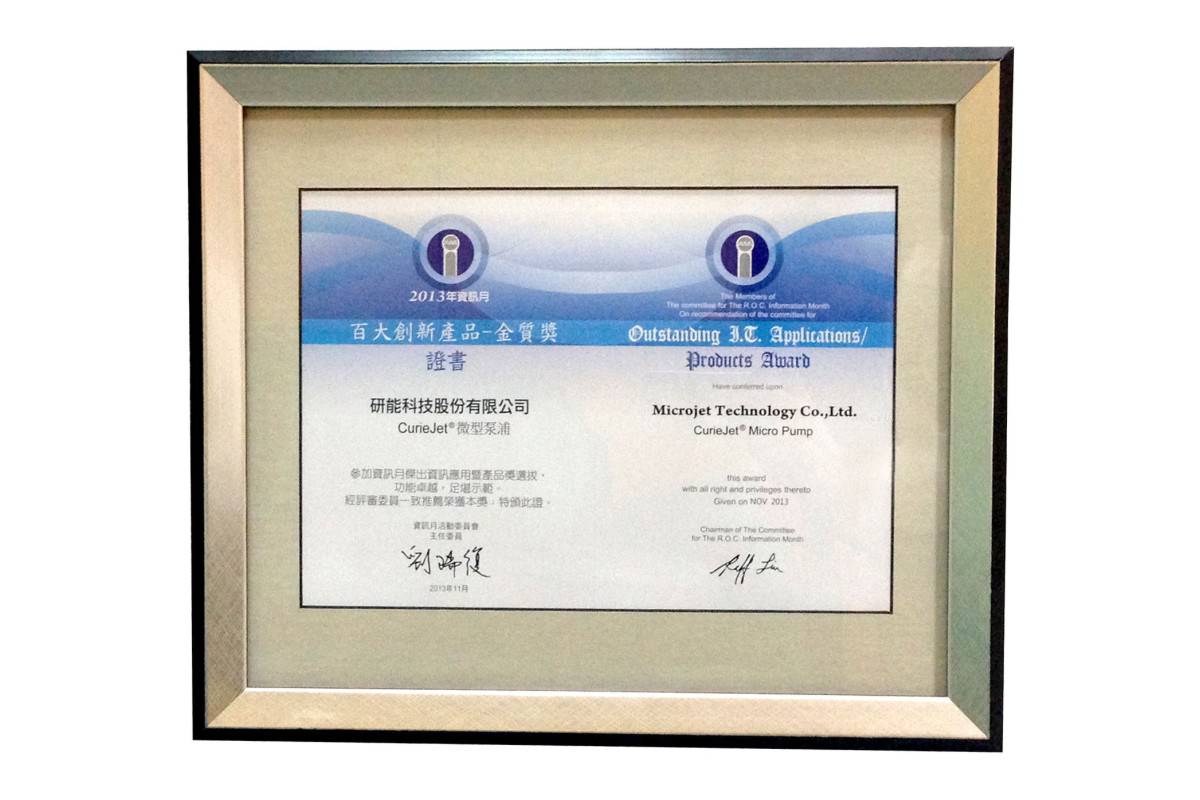 2013年資訊月
百大創新產品-金質獎
證書
研能科技股份有限公司
CurieJet®微型泵浦
參加資訊月傑出資訊應用暨產品獎選拔，
功能卓越，足堪示範。
經評審委員一致推薦榮獲本獎，特頒此證。
資訊月活動委員會
主任委員
2013年11月
The Members of
The committee for The R.O.C. Information Month
On recommendation of the committee for
Outstanding I.T. Applications/
Products Award
Have conferred upon
Microjet Technology Co.,Ltd.
CurieJet® Micro Pump
this award
with all right and privileges thereto
Given on NOV 2013
Chairman of The Committee
for The R.O.C. Information Month